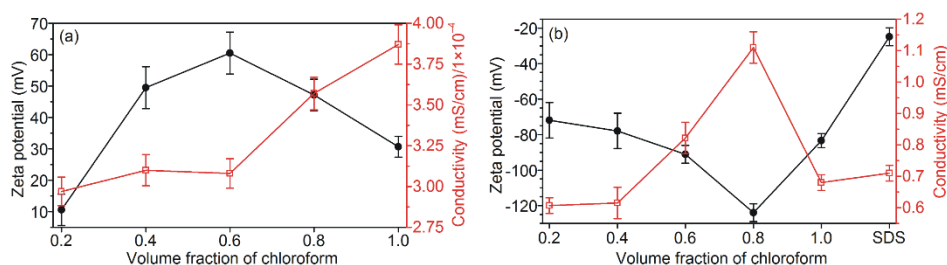 (a)
Zeta potential (mV)
70
60
50
40
30
20
10
0.2 0.4 0.6 0.8 1.0
Volume fraction of chloroform
4.00
3.75
3.50
3.25
3.00
2.75
Conductivity (mS/cm)/1×10⁻⁴
(b)
Zeta potential (mV)
-20
-40
-60
-80
-100
-120
0.2 0.4 0.6 0.8 1.0 SDS
Volume fraction of chloroform
1.2
1.1
1.0
0.9
0.8
0.7
0.6
Conductivity (mS/cm)